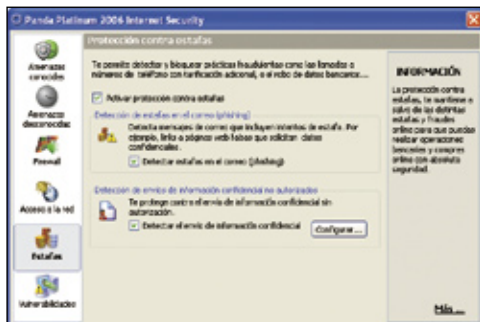 Panda Platinum 2006 Internet Security
Protección contra estafas
Amenazas
conocidas
Amenazas
desconocidas
Firewall
Acceso a la red
Estafas
Vulnerabilidades
Te permite detectar y bloquear prácticas fraudulentas como las llamadas a
números de teléfono con tarificación adicional, o el robo de datos bancarios...
Activar protección contra estafas
Detección de estafas en el correo (phishing)
Detecta mensajes de correo que incluyen intentos de estafa. Por
ejemplo, links a páginas web falsas que solicitan datos
confidenciales.
Detectar estafas en el correo (phishing)
Detección de envíos de información confidencial no autorizados
Te protege contra el envío de información confidencial sin
autorización.
Detectar el envío de información confidencial
Configurar...
INFORMACIÓN
La protección contra
estafas, te mantiene a
salvo de las distintas
estafas y fraudes
online para que puedas
realizar operaciones
bancarias y compras
online con absoluta
seguridad.
Más...